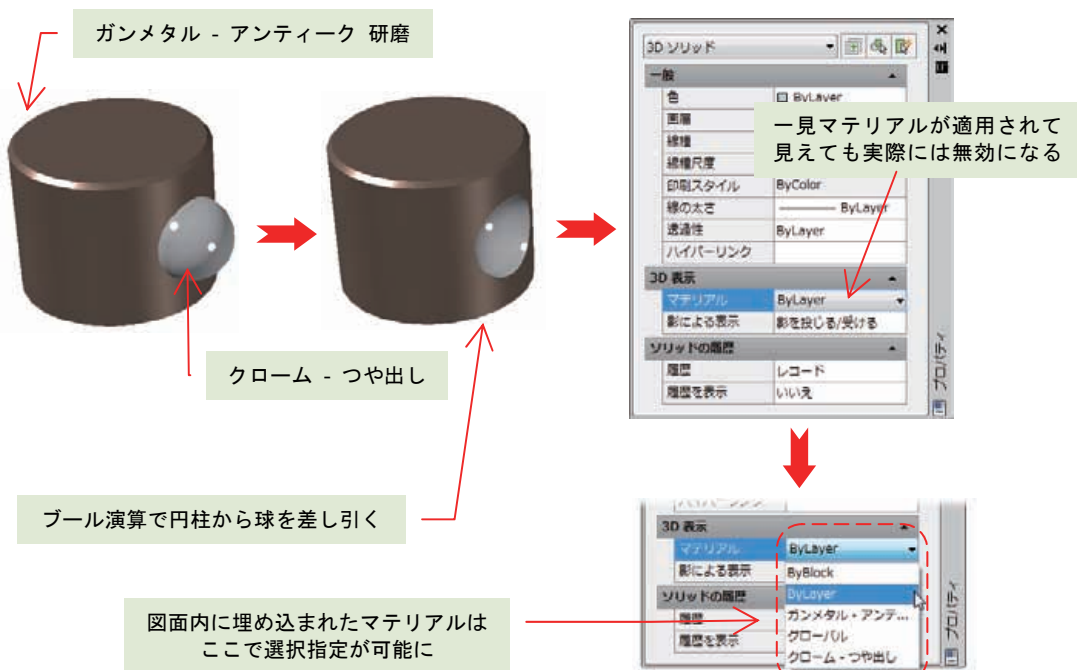 ガンメタル - アンティーク 研磨
クローム - つや出し
ブール演算で円柱から球を差し引く
3D ソリッド
一般
色 ByLayer
画層
線種
線種尺度
印刷スタイル ByColor
線の太さ ByLayer
透過性 ByLayer
ハイパーリンク
3D 表示
マテリアル ByLayer
影による表示 影を投じる/受ける
ソリッドの履歴
履歴 レコード
履歴を表示 いいえ
プロパティ
一見マテリアルが適用されて
見えても実際には無効になる
3D 表示
マテリアル ByLayer
影による表示 ByBlock
ソリッドの履歴 ByLayer
履歴 ガンメタル - アンテ...
履歴を表示 グローバル
クローム - つや出し
プロパティ
図面内に埋め込まれたマテリアルは
ここで選択指定が可能に